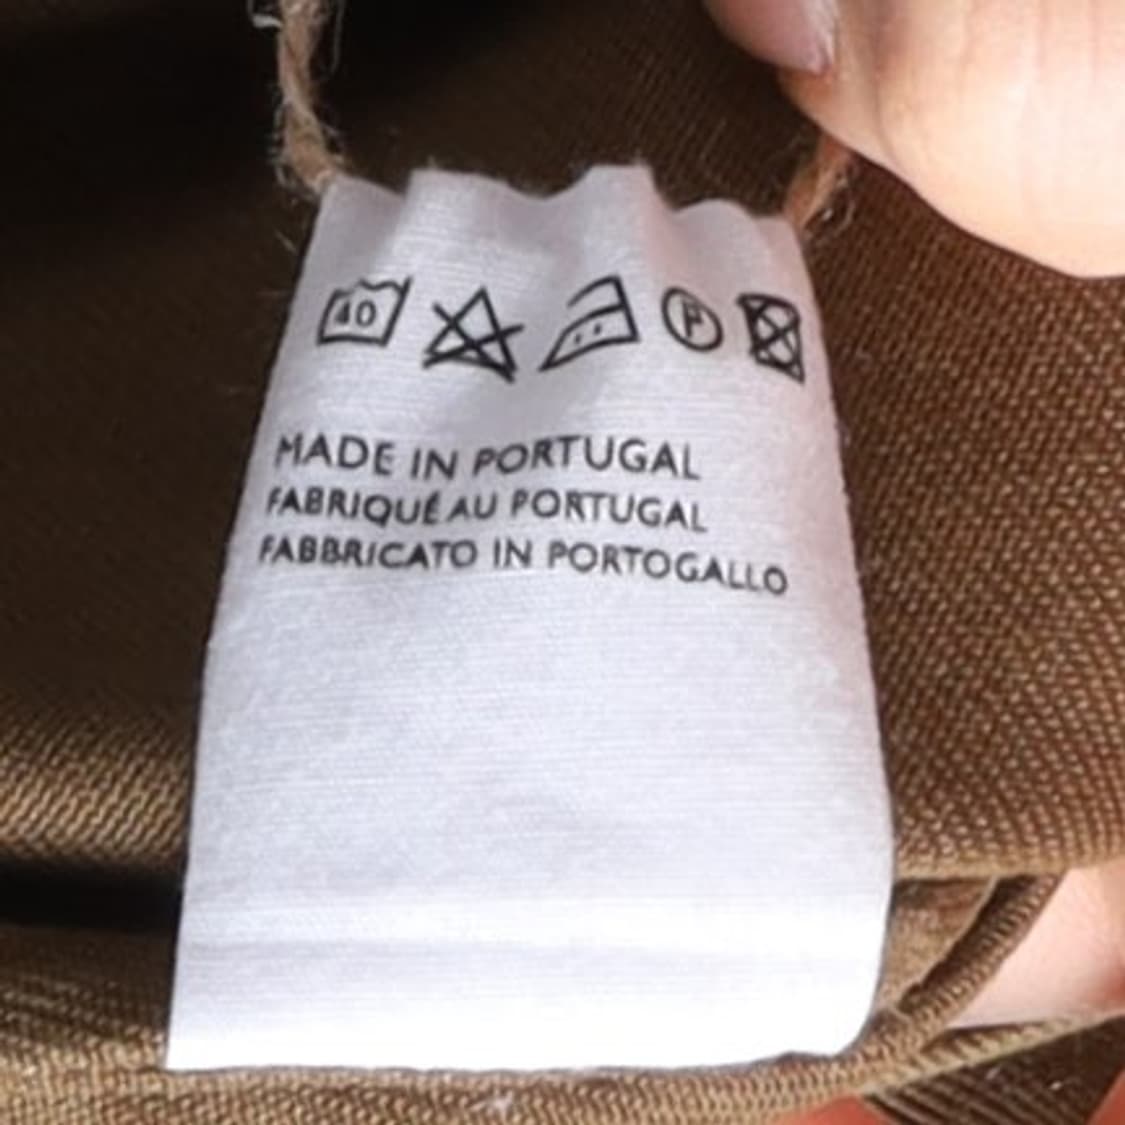 40 P
MADE IN PORTUGAL
FABRIQUÉ AU PORTUGAL
FABBRICATO IN PORTOGALLO